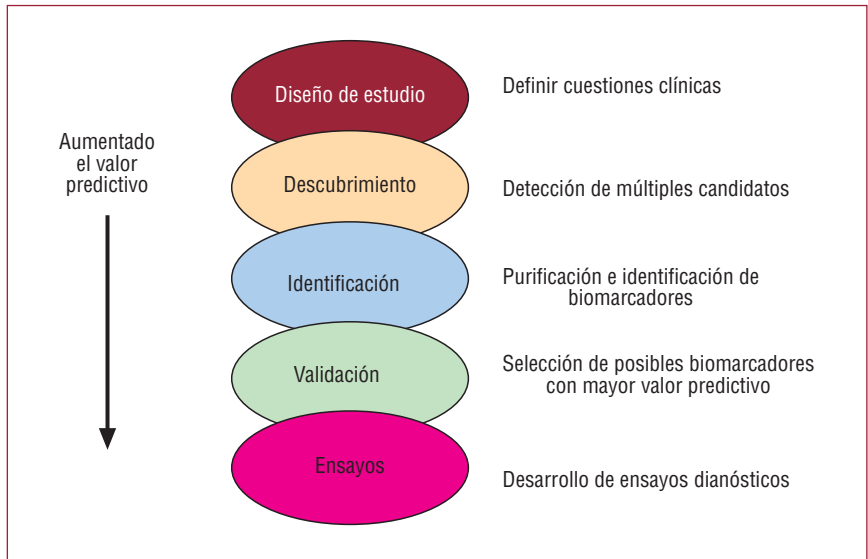 Diseño de estudio
Definir cuestiones clínicas
Aumentado
el valor
predictivo
Descubrimiento
Detección de múltiples candidatos
Identificación
Purificación e identificación de
biomarcadores
Validación
Selección de posibles biomarcadores
con mayor valor predictivo
Ensayos
Desarrollo de ensayos dianósticos